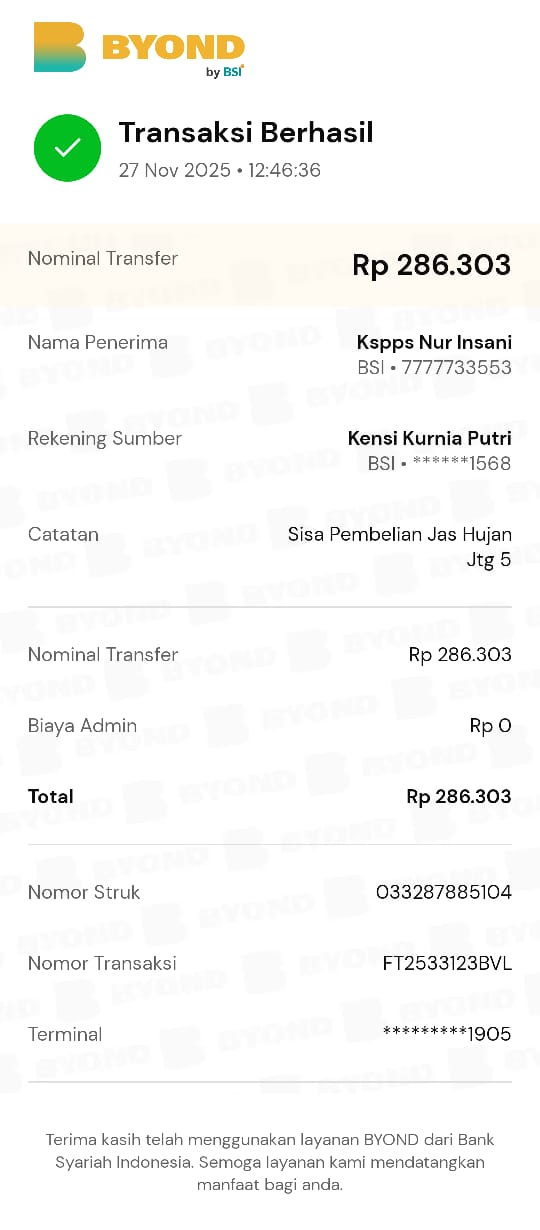 BYOND
by BSI
Transaksi Berhasil
27 Nov 2025 • 12:46:36
Nominal Transfer
Rp 286.303
Nama Penerima
Kspps Nur Insani
BSI • 7777733553
Rekening Sumber
Kensi Kurnia Putri
BSI • ******1568
Catatan
Sisa Pembelian Jas Hujan
Jtg 5
Nominal Transfer
Rp 286.303
Biaya Admin
Rp 0
Total
Rp 286.303
Nomor Struk
033287885104
Nomor Transaksi
FT2533123BVL
Terminal
*********1905
Terima kasih telah menggunakan layanan BYOND dari Bank
Syariah Indonesia. Semoga layanan kami mendatangkan
manfaat bagi anda.